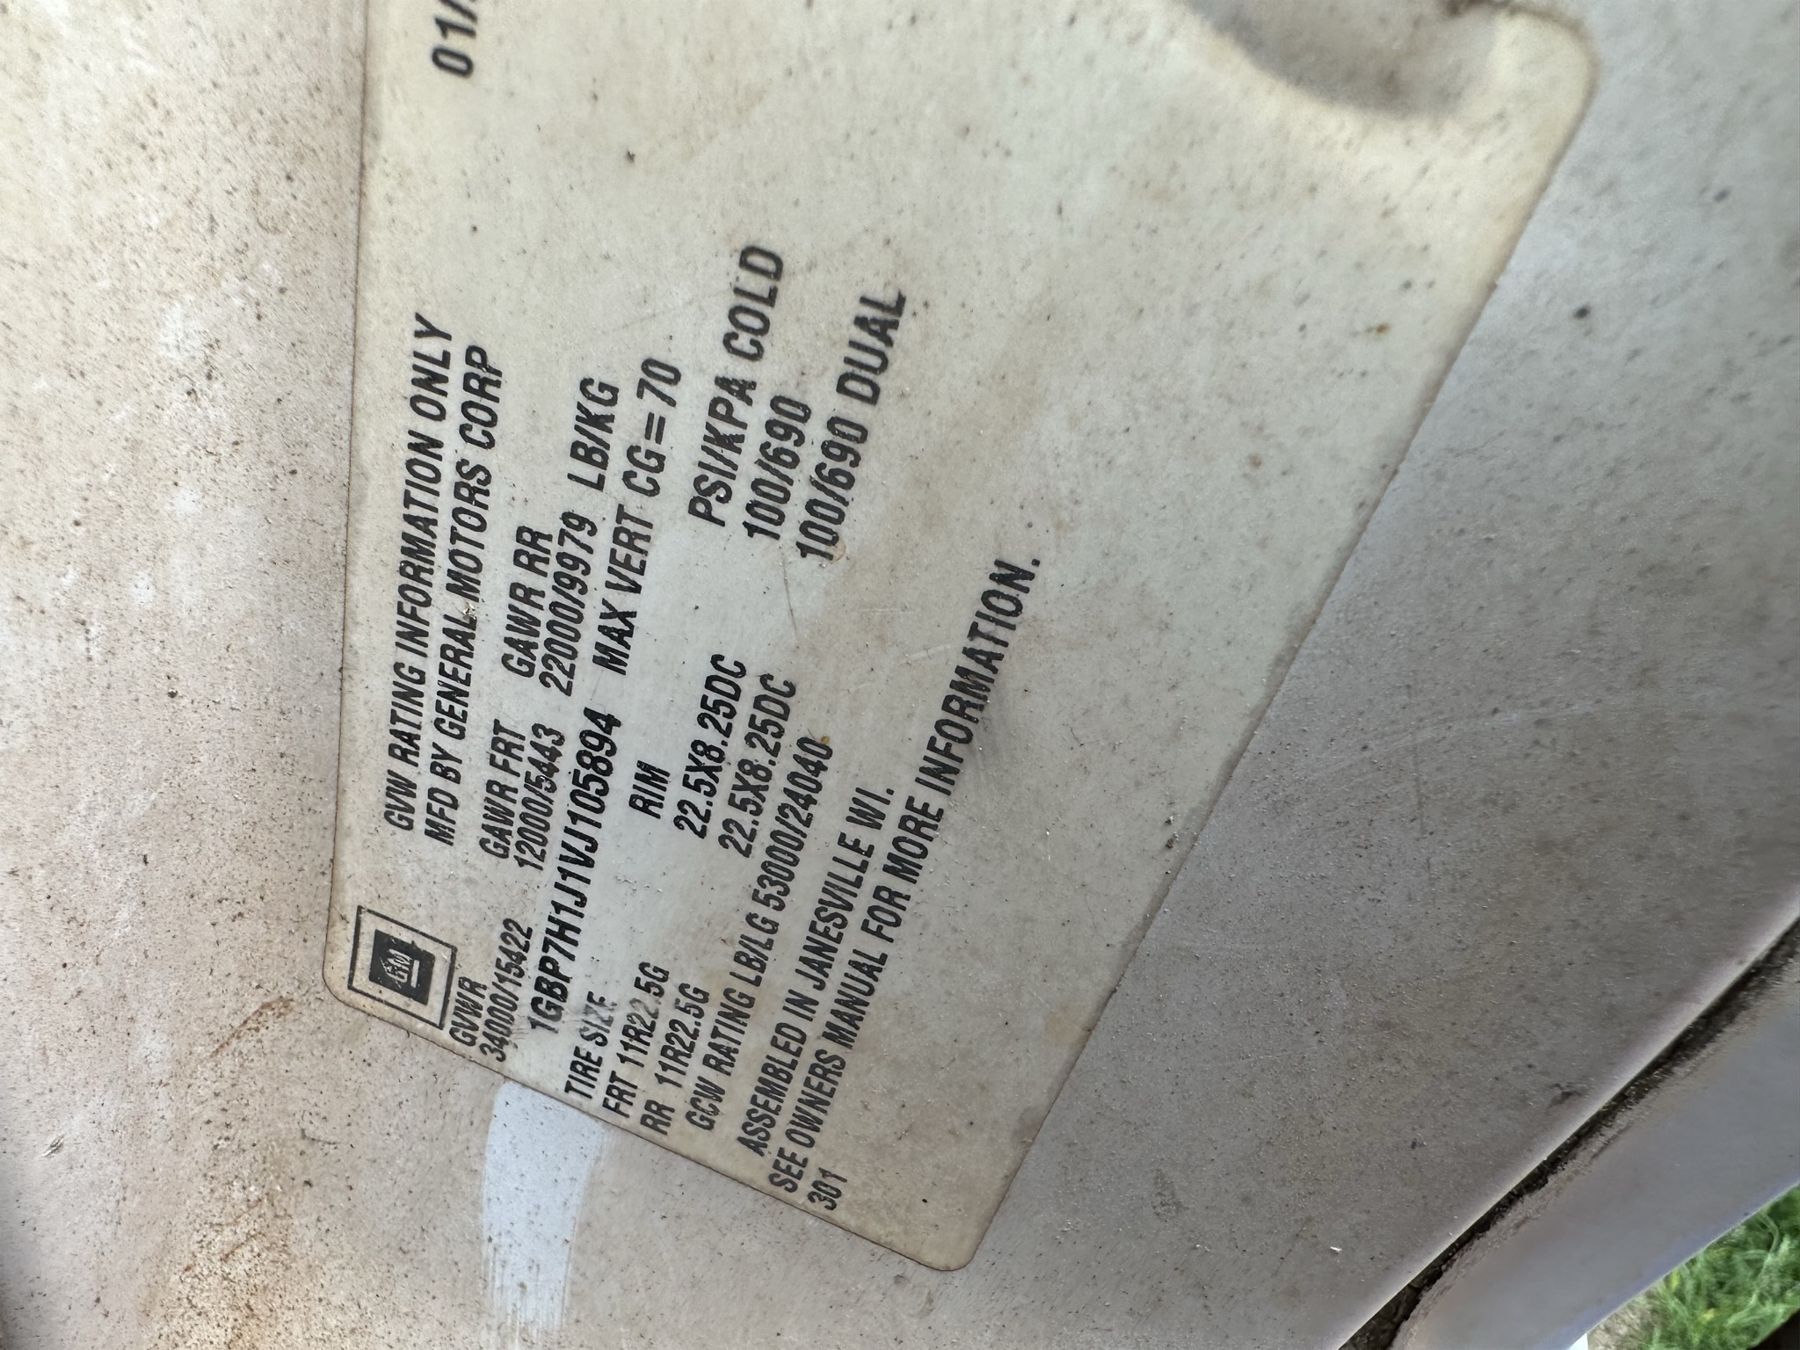 01/
GM
GVW RATING INFORMATION ONLY
MFD BY GENERAL MOTORS CORP
GVWR GAWR FRT GAWR RR
34000/15422 12000/5443 22000/9979 LB/KG
1GBP7H1J1VJ105894 MAX VERT CG=70
TIRE SIZE RIM PSI/KPA COLD
FRT 11R22.5G 22.5X8.25DC 100/690
RR 11R22.5G 22.5X8.25DC 100/690 DUAL
GCW RATING LB/LG 53000/24040
ASSEMBLED IN JANESVILLE WI.
SEE OWNERS MANUAL FOR MORE INFORMATION.
301